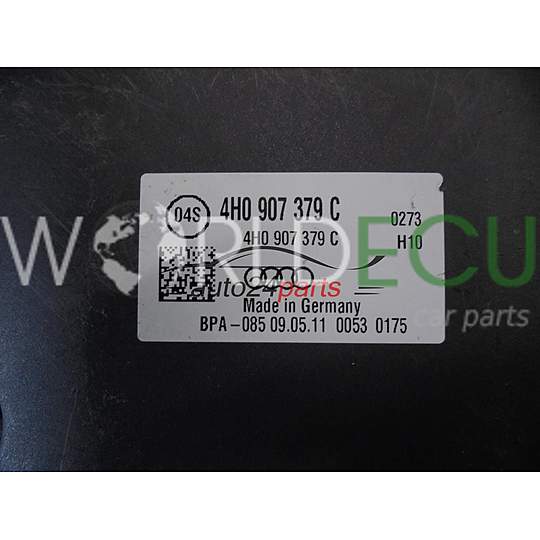 04S 4H0 907 379 C 0273
4H0 907 379 C H10
WORLDECU
car parts
auto24parts
Made in Germany
BPA-085 09.05.11 0053 0175